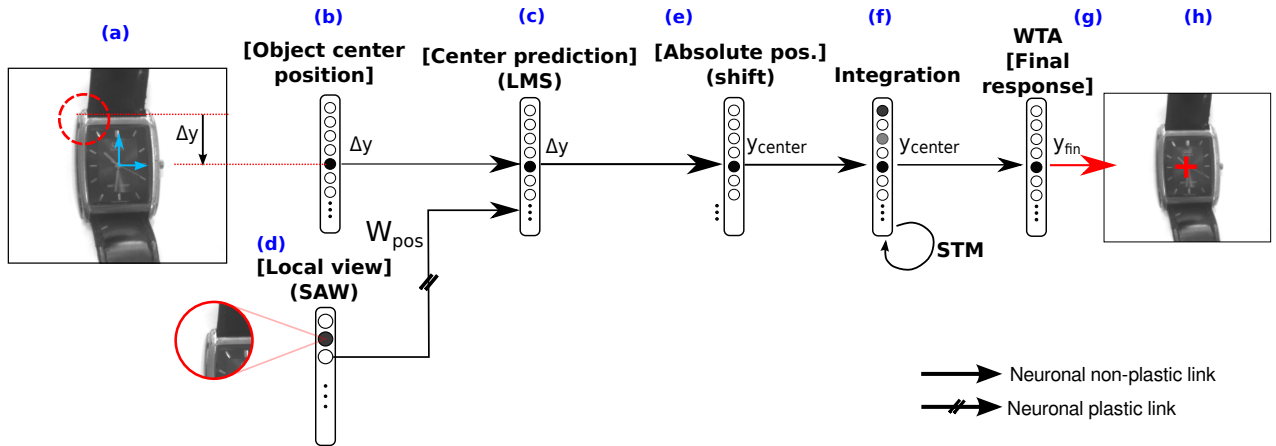 (a)
(b)
(c)
(e)
(f)
(g)
(h)
[Object center
position]
[Center prediction]
(LMS)
[Absolute pos.]
(shift)
Integration
WTA
[Final
response]
Δy
Δy
Δy
ycenter
ycenter
yfin
Wpos
(d)
[Local view]
(SAW)
STM
Neuronal non-plastic link
Neuronal plastic link